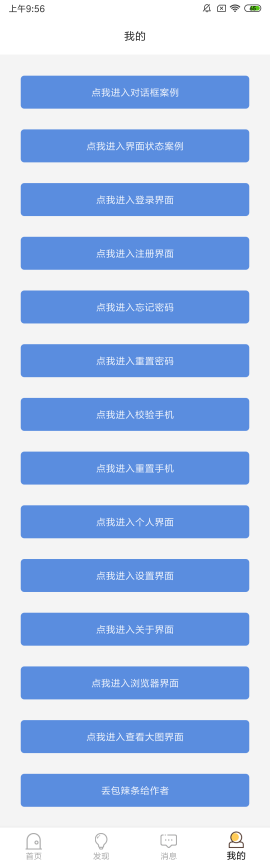 上午9:56
我的
点我进入对话框案例
点我进入界面状态案例
点我进入登录界面
点我进入注册界面
点我进入忘记密码
点我进入重置密码
点我进入校验手机
点我进入重置手机
点我进入个人界面
点我进入设置界面
点我进入关于界面
点我进入浏览器界面
点我进入查看大图界面
丢包辣条给作者
首页 发现 消息 我的